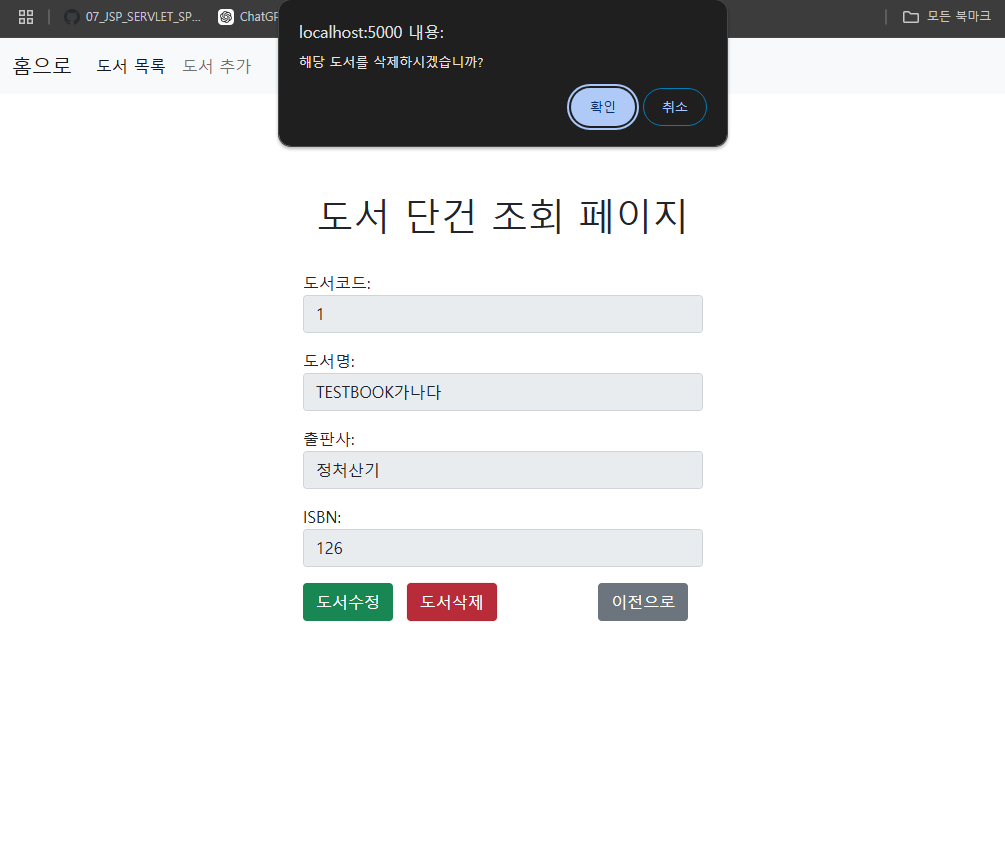 07_JSP_SERVLET_SP...
ChatGP
모든 북마크
localhost:5000 내용:
해당 도서를 삭제하시겠습니까?
확인
취소
홈으로
도서 목록
도서 추가
도서 단건 조회 페이지
도서코드:
1
도서명:
TESTBOOK가나다
출판사:
정처산기
ISBN:
126
도서수정
도서삭제
이전으로